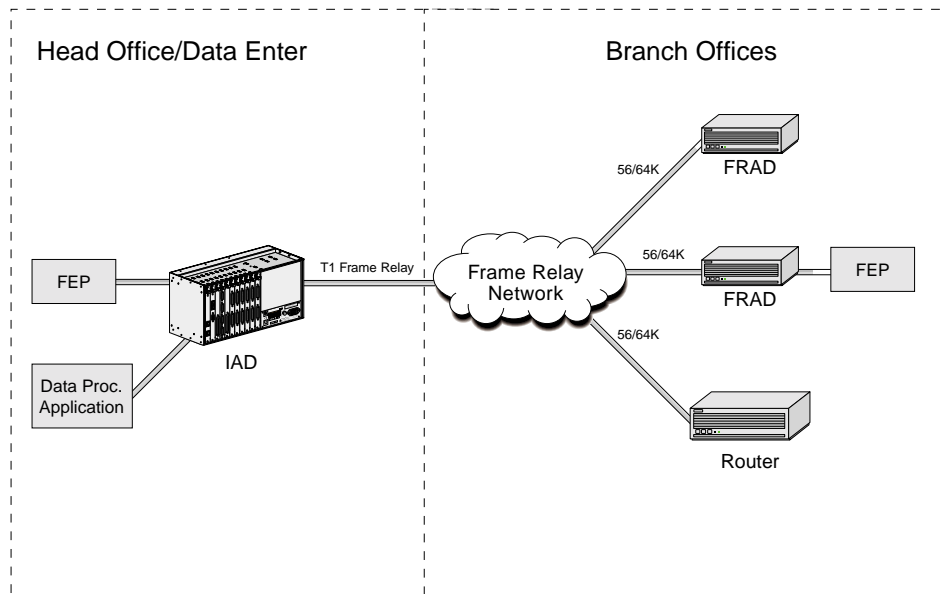 Head Office/Data Enter
Branch Offices
56/64K
FRAD
T1 Frame Relay
56/64K
FEP
IAD
Frame Relay
Network
FRAD
FEP
Data Proc.
Application
56/64K
Router